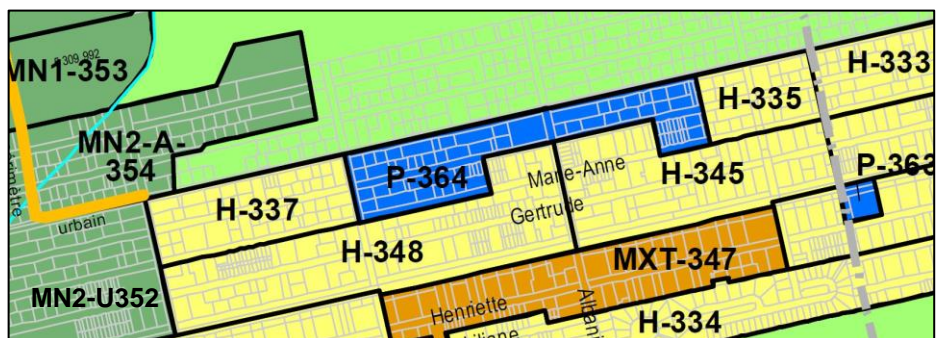 309 992
MN1-353
H-333
H-335
MN2-A-
354
P-364
Marie-Anne
H-345
P-363
H-337
Gertrude
urbain
H-348
MXT-347
MN2-U352
Henriette
H-334